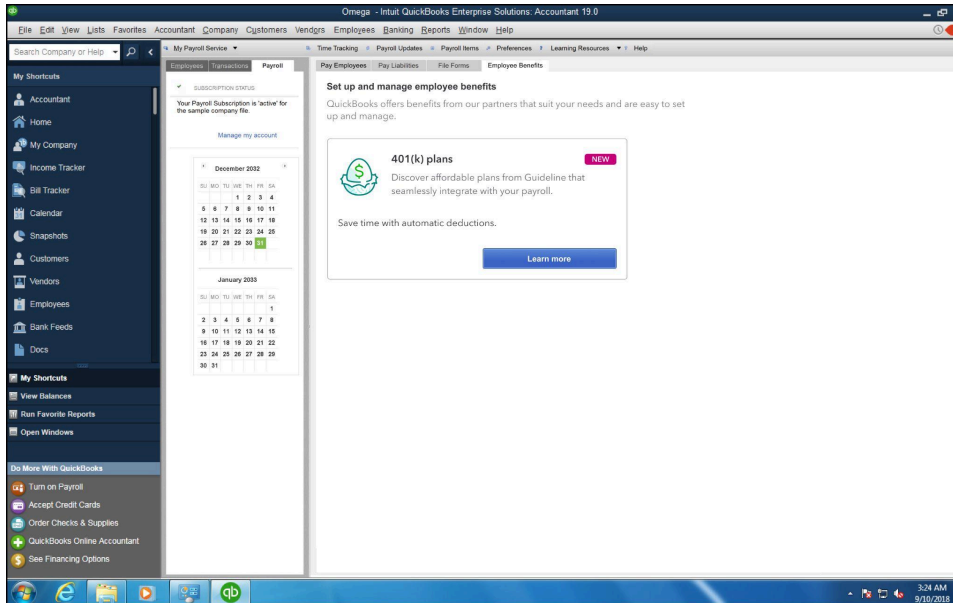 Omega - Intuit QuickBooks Enterprise Solutions: Accountant 19.0
File Edit View Lists Favorites Accountant Company Customers Vendors Employees Banking Reports Window Help
Search Company or Help
My Shortcuts
Accountant
Home
My Company
Income Tracker
Bill Tracker
Calendar
Snapshots
Customers
Vendors
Employees
Bank Feeds
Docs
My Shortcuts
View Balances
Run Favorite Reports
Open Windows
Do More With QuickBooks
Turn on Payroll
Accept Credit Cards
Order Checks & Supplies
QuickBooks Online Accountant
See Financing Options
My Payroll Service Time Tracking Payroll Updates Payroll Items Preferences Learning Resources Help
Employees Transactions Payroll
SUBSCRIPTION STATUS
Your Payroll Subscription is 'active' for
the sample company file.
Manage my account
December 2032
SU MO TU WE TH FR SA
1 2 3 4
5 6 7 8 9 10 11
12 13 14 15 16 17 18
19 20 21 22 23 24 25
26 27 28 29 30 31
January 2033
SU MO TU WE TH FR SA
1
2 3 4 5 6 7 8
9 10 11 12 13 14 15
16 17 18 19 20 21 22
23 24 25 26 27 28 29
30 31
Pay Employees Pay Liabilities File Forms Employee Benefits
Set up and manage employee benefits
QuickBooks offers benefits from our partners that suit your needs and are easy to set
up and manage.
401(k) plans NEW
Discover affordable plans from Guideline that
seamlessly integrate with your payroll.
Save time with automatic deductions.
Learn more
qb
3:24 AM
9/10/2018